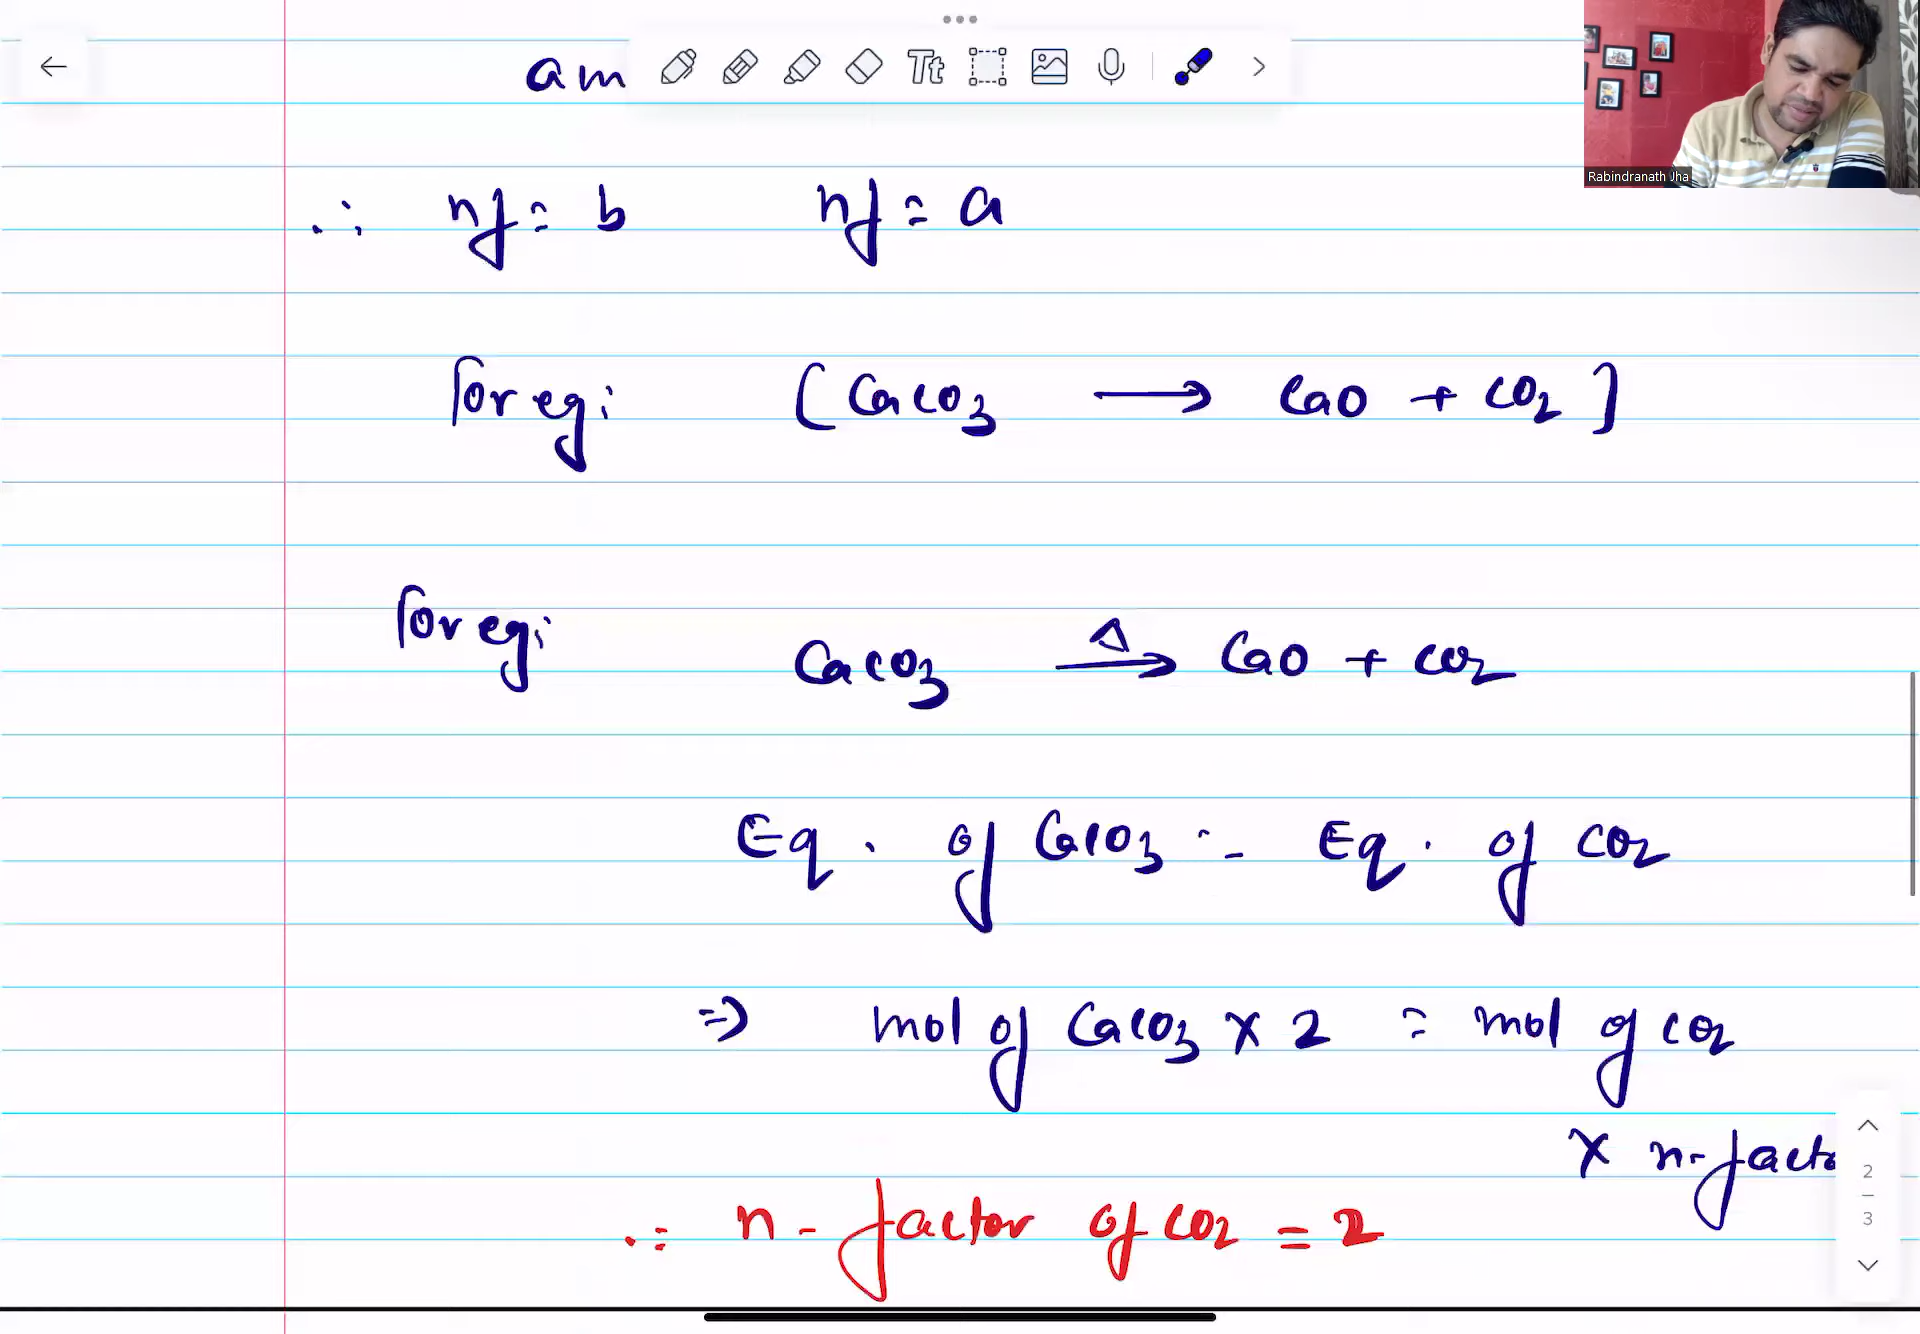 am
Tt
Rabindranath Jha
∴ nf = b nf = a
For eg: [CaCO3 ⟶ CaO + CO2]
For eg: CaCO3 ⟶Δ CaO + CO2
Eq. of CaCO3 = Eq. of CO2
⇒ mol of CaCO3 x 2 = mol of CO2
x n-facto
2
3
∴ n-factor of CO2 = 2